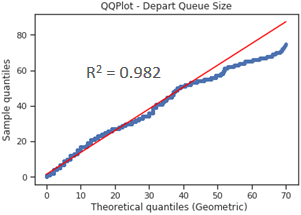 QQPlot - Depart Queue Size
R² = 0.982
Sample quantiles
80
60
40
20
0
0 10 20 30 40 50 60 70
Theoretical quantiles (Geometric)